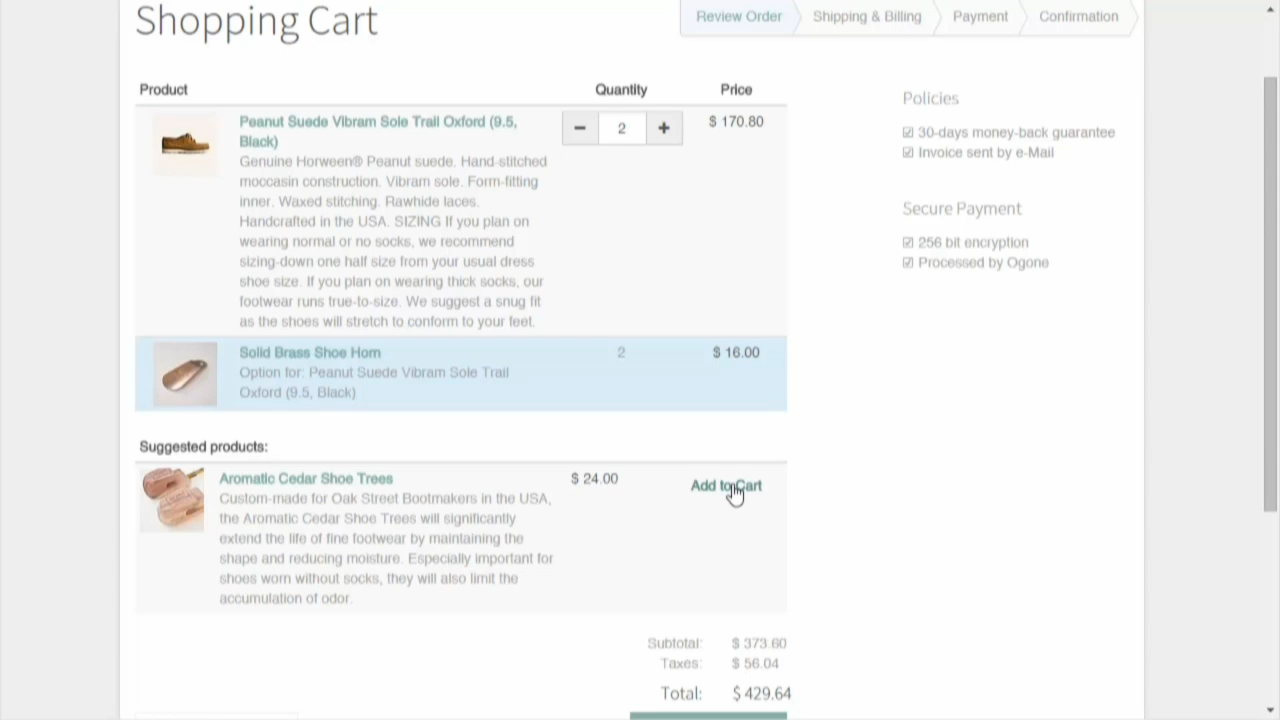 Shopping Cart
Review Order
Shipping & Billing
Payment
Confirmation
Product
Quantity
Price
Peanut Suede Vibram Sole Trail Oxford (9.5,
Black)
Genuine Horween® Peanut suede. Hand-stitched
moccasin construction. Vibram sole. Form-fitting
inner. Waxed stitching. Rawhide laces.
Handcrafted in the USA. SIZING If you plan on
wearing normal or no socks, we recommend
sizing-down one half size from your usual dress
shoe size. If you plan on wearing thick socks, our
footwear runs true-to-size. We suggest a snug fit
as the shoes will stretch to conform to your feet.
− 2 +
$ 170.80
Solid Brass Shoe Horn
Option for: Peanut Suede Vibram Sole Trail
Oxford (9.5, Black)
2
$ 16.00
Suggested products:
Aromatic Cedar Shoe Trees
Custom-made for Oak Street Bootmakers in the USA,
the Aromatic Cedar Shoe Trees will significantly
extend the life of fine footwear by maintaining the
shape and reducing moisture. Especially important for
shoes worn without socks, they will also limit the
accumulation of odor.
$ 24.00
Add to Cart
Subtotal: $ 373.60
Taxes: $ 56.04
Total: $ 429.64
Policies
30-days money-back guarantee
Invoice sent by e-Mail
Secure Payment
256 bit encryption
Processed by Ogone